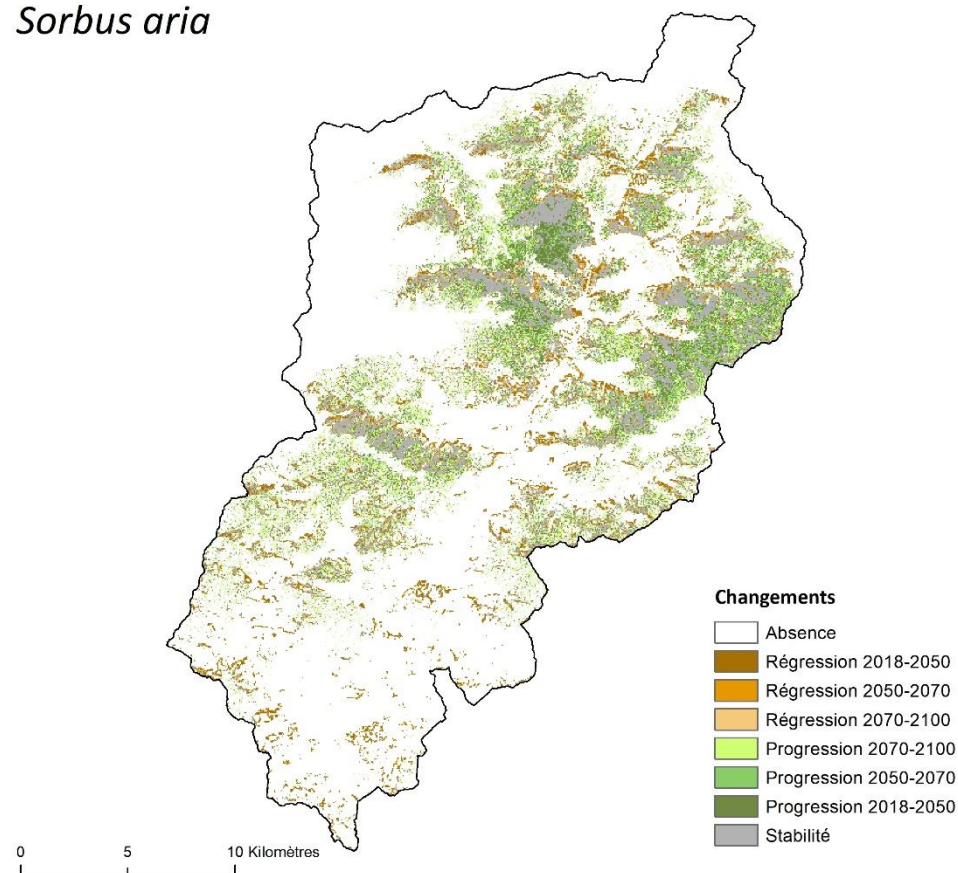 Sorbus aria
Changements
Absence
Régression 2018-2050
Régression 2050-2070
Régression 2070-2100
Progression 2070-2100
Progression 2050-2070
Progression 2018-2050
Stabilité
0 5 10 Kilomètres